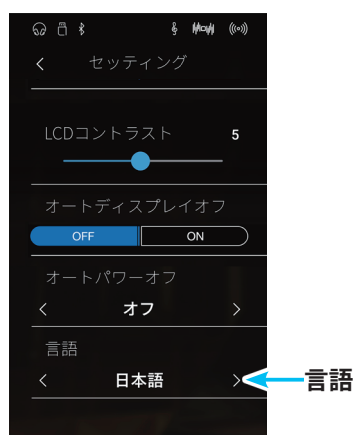 セッティング
LCDコントラスト 5
オートディスプレイオフ
OFF ON
オートパワーオフ
オフ
言語
日本語
言語